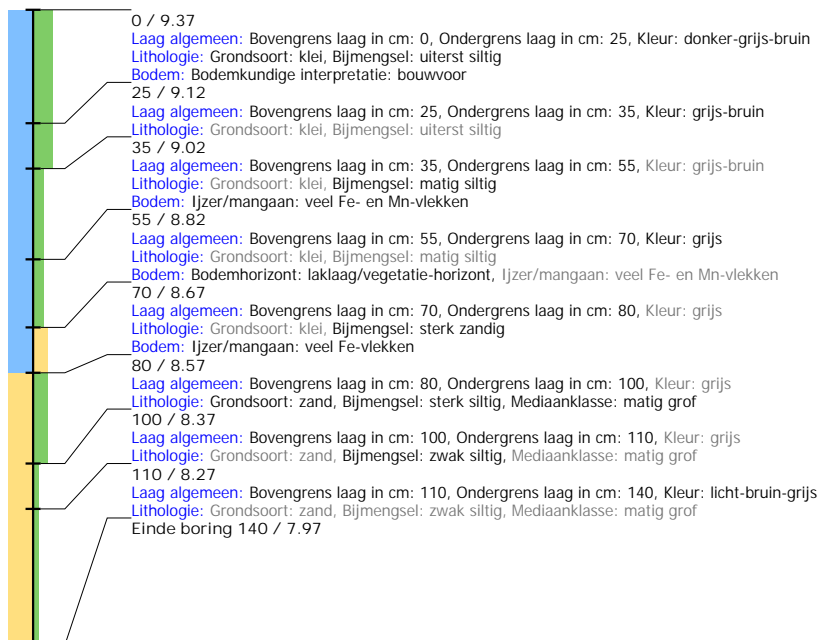 0 / 9.37
Laag algemeen: Bovengrens laag in cm: 0, Ondergrens laag in cm: 25, Kleur: donker-grijs-bruin
Lithologie: Grondsoort: klei, Bijmengsel: uiterst siltig
Bodem: Bodemkundige interpretatie: bouwvoor
25 / 9.12
Laag algemeen: Bovengrens laag in cm: 25, Ondergrens laag in cm: 35, Kleur: grijs-bruin
Lithologie: Grondsoort: klei, Bijmengsel: uiterst siltig
35 / 9.02
Laag algemeen: Bovengrens laag in cm: 35, Ondergrens laag in cm: 55, Kleur: grijs-bruin
Lithologie: Grondsoort: klei, Bijmengsel: matig siltig
Bodem: Ijzer/mangaan: veel Fe- en Mn-vlekken
55 / 8.82
Laag algemeen: Bovengrens laag in cm: 55, Ondergrens laag in cm: 70, Kleur: grijs
Lithologie: Grondsoort: klei, Bijmengsel: matig siltig
Bodem: Bodemhorizont: laklaag/vegetatie-horizont, Ijzer/mangaan: veel Fe- en Mn-vlekken
70 / 8.67
Laag algemeen: Bovengrens laag in cm: 70, Ondergrens laag in cm: 80, Kleur: grijs
Lithologie: Grondsoort: klei, Bijmengsel: sterk zandig
Bodem: Ijzer/mangaan: veel Fe-vlekken
80 / 8.57
Laag algemeen: Bovengrens laag in cm: 80, Ondergrens laag in cm: 100, Kleur: grijs
Lithologie: Grondsoort: zand, Bijmengsel: sterk siltig, Mediaanklasse: matig grof
100 / 8.37
Laag algemeen: Bovengrens laag in cm: 100, Ondergrens laag in cm: 110, Kleur: grijs
Lithologie: Grondsoort: zand, Bijmengsel: zwak siltig, Mediaanklasse: matig grof
110 / 8.27
Laag algemeen: Bovengrens laag in cm: 110, Ondergrens laag in cm: 140, Kleur: licht-bruin-grijs
Lithologie: Grondsoort: zand, Bijmengsel: zwak siltig, Mediaanklasse: matig grof
Einde boring 140 / 7.97